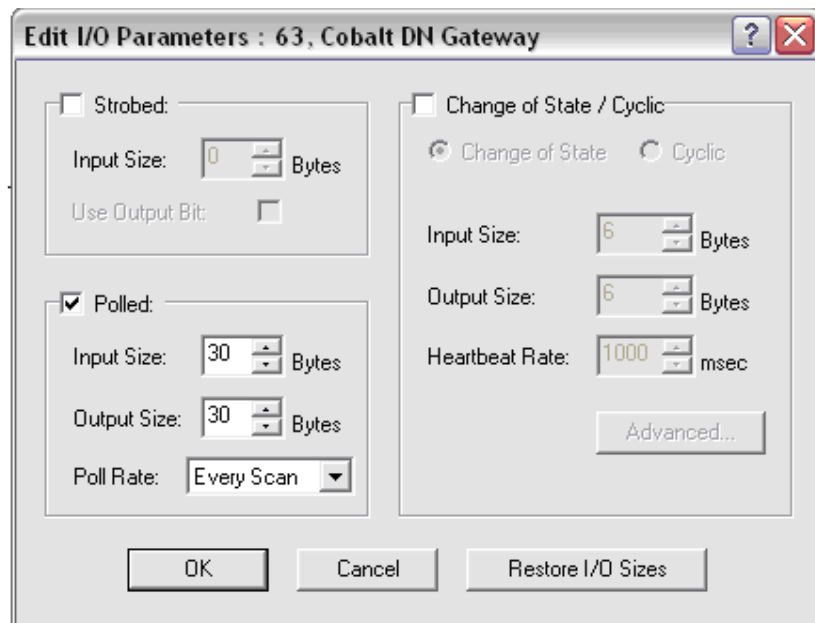 Edit I/O Parameters : 63, Cobalt DN Gateway
Strobed:
Input Size: 0 Bytes
Use Output Bit:
Polled:
Input Size: 30 Bytes
Output Size: 30 Bytes
Poll Rate: Every Scan
Change of State / Cyclic
Change of State Cyclic
Input Size: 6 Bytes
Output Size: 6 Bytes
Heartbeat Rate: 1000 msec
Advanced...
OK Cancel Restore I/O Sizes